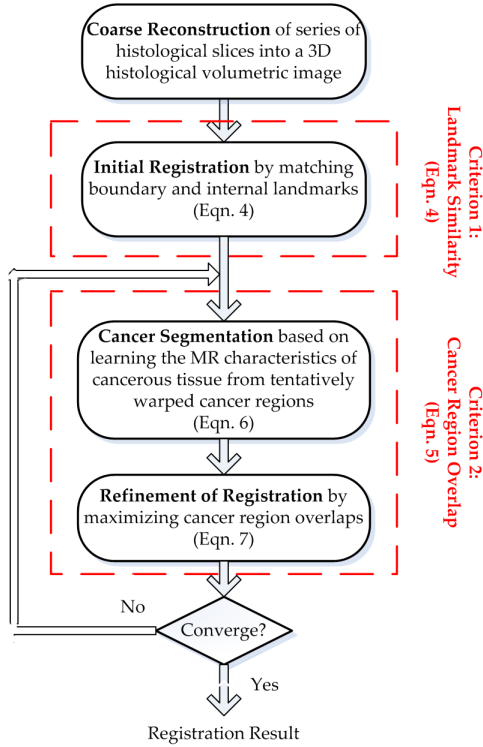 Coarse Reconstruction of series of
histological slices into a 3D
histological volumetric image
Initial Registration by matching
boundary and internal landmarks
(Eqn. 4)
Criterion 1:
Landmark Similarity
(Eqn. 4)
Cancer Segmentation based on
learning the MR characteristics of
cancerous tissue from tentatively
warped cancer regions
(Eqn. 6)
Refinement of Registration by
maximizing cancer region overlaps
(Eqn. 7)
Criterion 2:
Cancer Region Overlap
(Eqn. 5)
No
Converge?
Yes
Registration Result